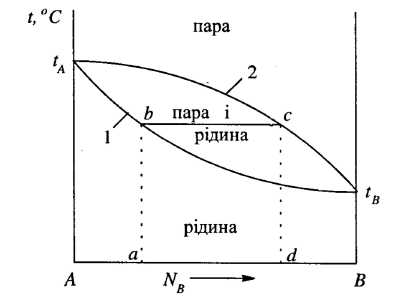 t, °C
пара
t_A
2
b
пара і
c
1
рідина
t_B
рідина
a
d
A
N_B
B